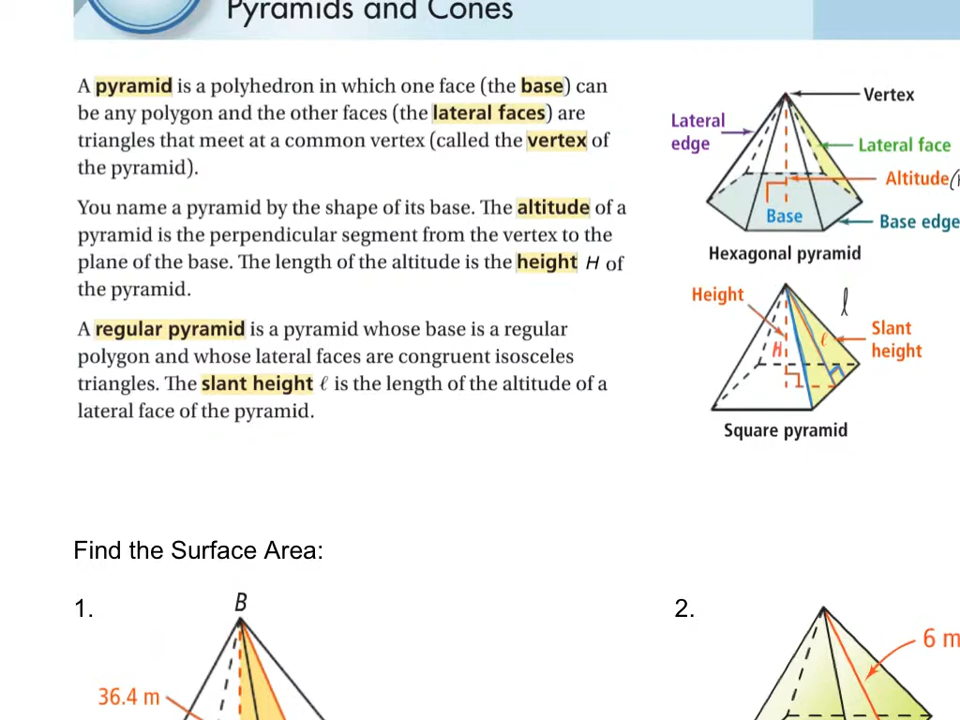 Pyramids and Cones
A pyramid is a polyhedron in which one face (the base) can
be any polygon and the other faces (the lateral faces) are
triangles that meet at a common vertex (called the vertex of
the pyramid).
You name a pyramid by the shape of its base. The altitude of a
pyramid is the perpendicular segment from the vertex to the
plane of the base. The length of the altitude is the height H of
the pyramid.
A regular pyramid is a pyramid whose base is a regular
polygon and whose lateral faces are congruent isosceles
triangles. The slant height ℓ is the length of the altitude of a
lateral face of the pyramid.
Vertex
Lateral
edge
Lateral face
Altitude
Base
Base edge
Hexagonal pyramid
Height
ℓ
Slant
height
H
ℓ
Square pyramid
Find the Surface Area:
1.
B
36.4 m
2.
6 m